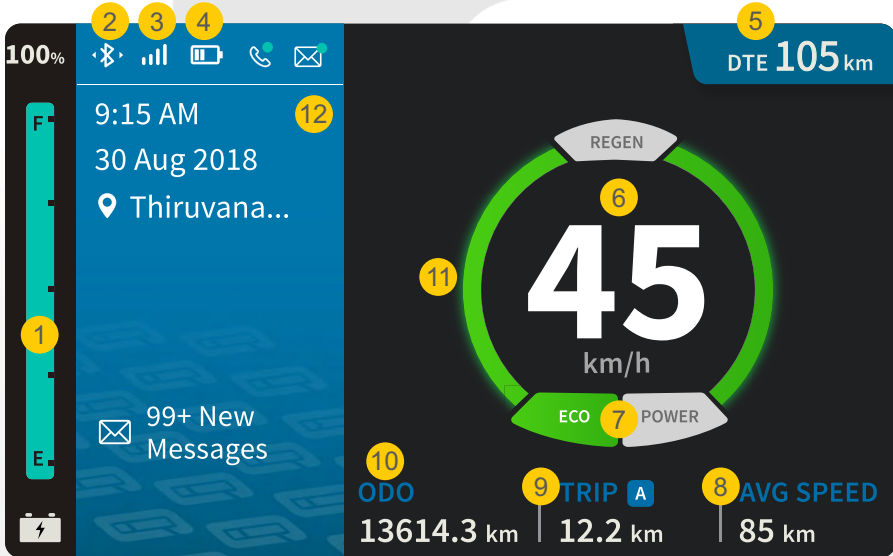 2
3
4
5
100%
DTE 105 km
9:15 AM
12
F
30 Aug 2018
REGEN
Thiruvana...
6
45
11
1
km/h
99+ New
Messages
ECO
7
POWER
E
10
9
8
ODO
TRIP A
AVG SPEED
13614.3 km
12.2 km
85 km